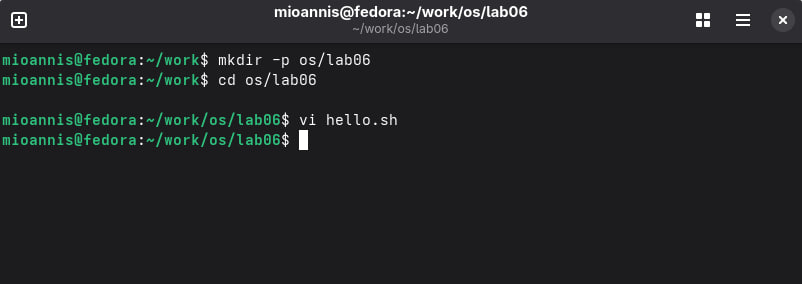 mioannis@fedora:~/work/os/lab06
~/work/os/lab06
mioannis@fedora:~/work$ mkdir -p os/lab06
mioannis@fedora:~/work$ cd os/lab06
mioannis@fedora:~/work/os/lab06$ vi hello.sh
mioannis@fedora:~/work/os/lab06$